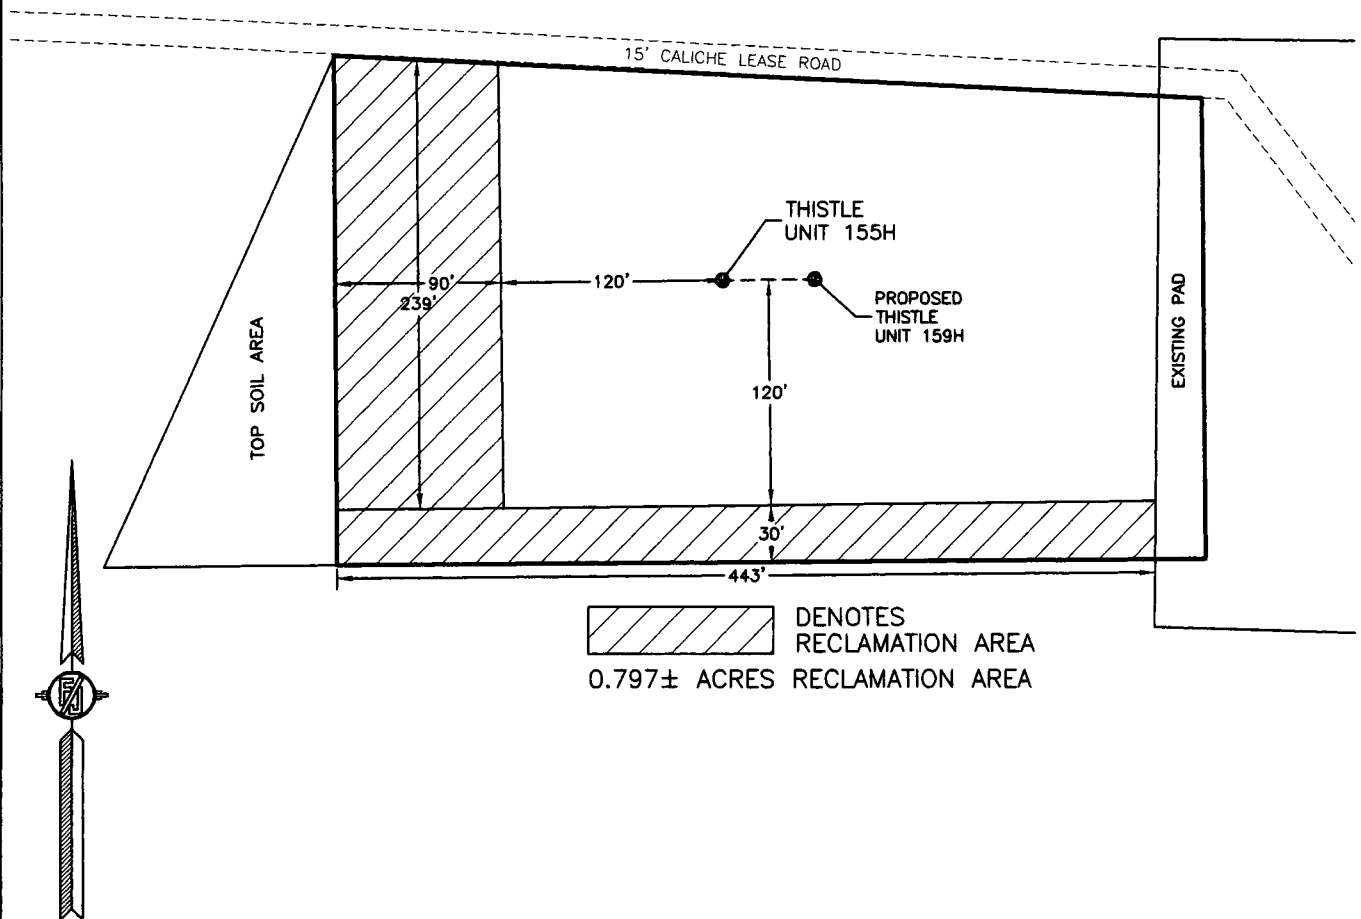 15' CALICHE LEASE ROAD
THISTLE
UNIT 155H
90'
239'
120'
PROPOSED
THISTLE
UNIT 159H
TOP SOIL AREA
EXISTING PAD
120'
30'
443'
DENOTES
RECLAMATION AREA
0.797± ACRES RECLAMATION AREA